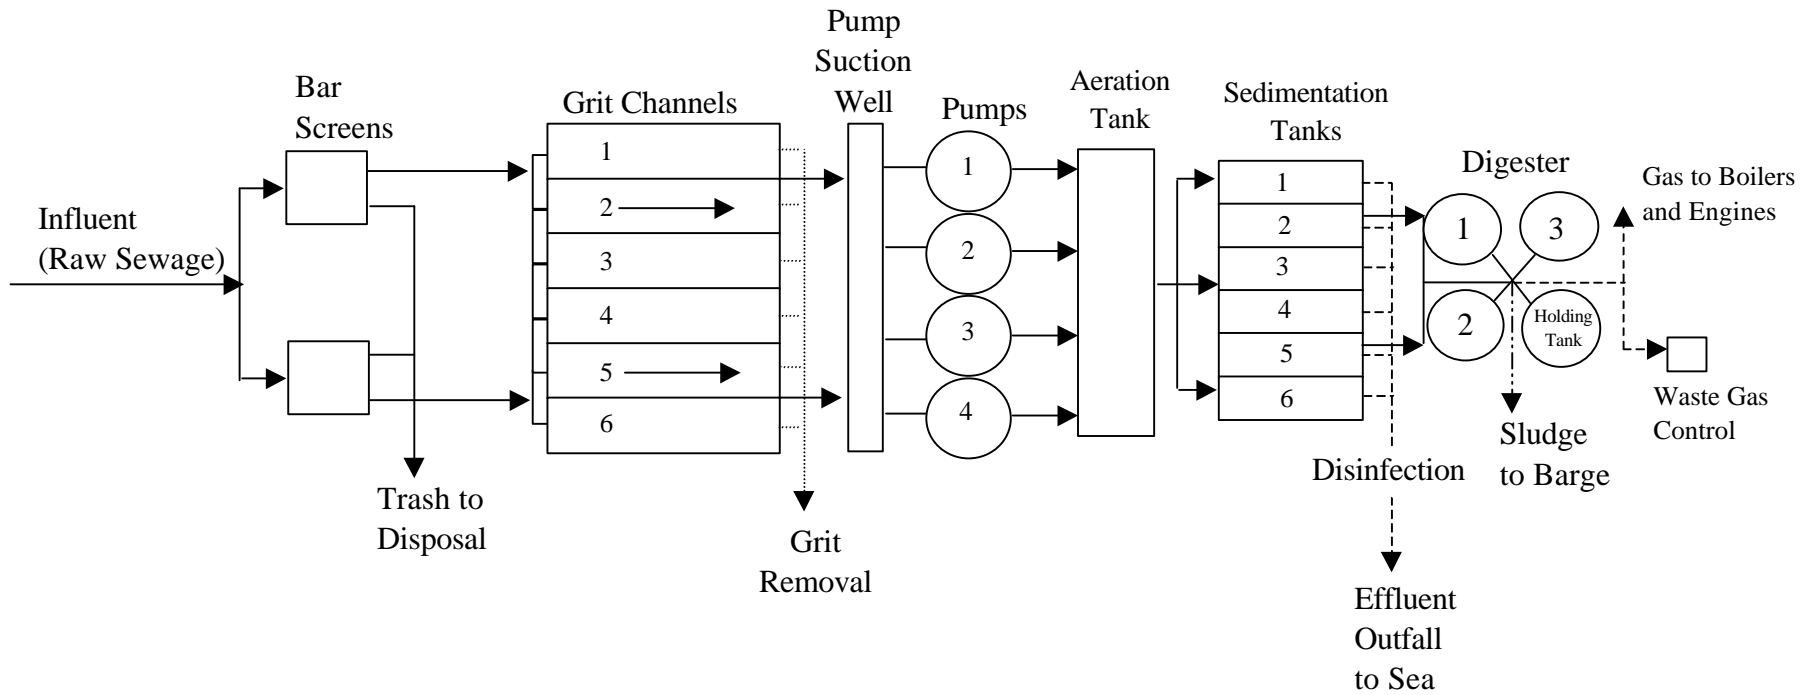 Influent
(Raw Sewage)
Bar
Screens
Trash to
Disposal
Grit Channels
1
2
3
4
5
6
Grit
Removal
Pump
Suction
Well
Pumps
1
2
3
4
Aeration
Tank
Sedimentation
Tanks
1
2
3
4
5
6
Disinfection
Effluent
Outfall
to Sea
Digester
1
3
2
Holding
Tank
Sludge
to Barge
Gas to Boilers
and Engines
Waste Gas
Control